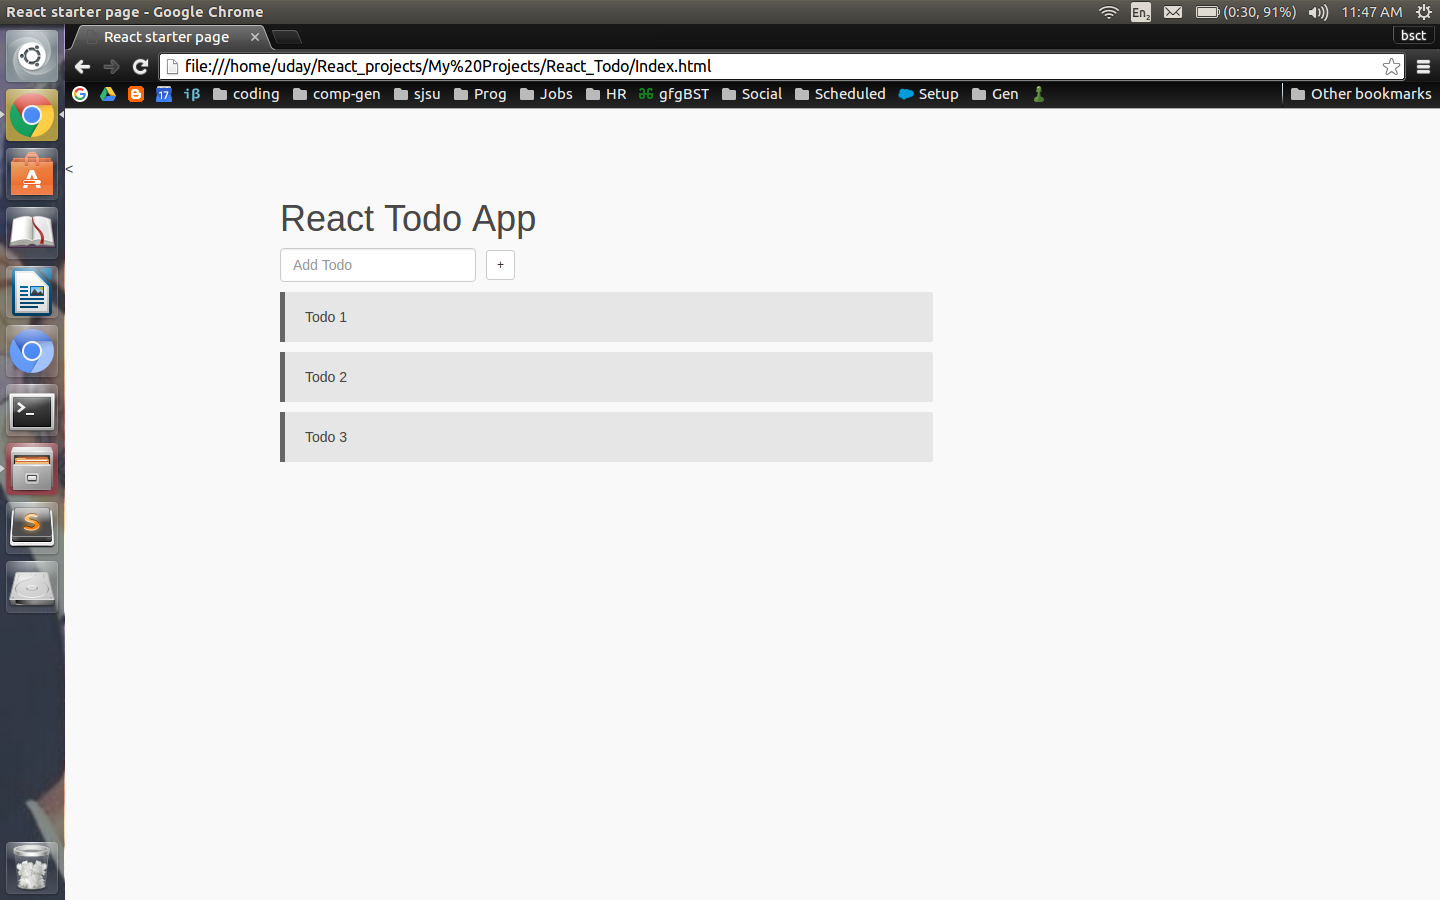 React starter page - Google Chrome
En2 (0:30, 91%) 11:47 AM
React starter page × bsct
file:///home/uday/React_projects/My%20Projects/React_Todo/Index.html
G B 17 iβ coding comp-gen sjsu Prog Jobs HR gfgBST Social Scheduled Setup Gen Other bookmarks
<
React Todo App
Add Todo +
Todo 1
Todo 2
Todo 3
A
>_
S